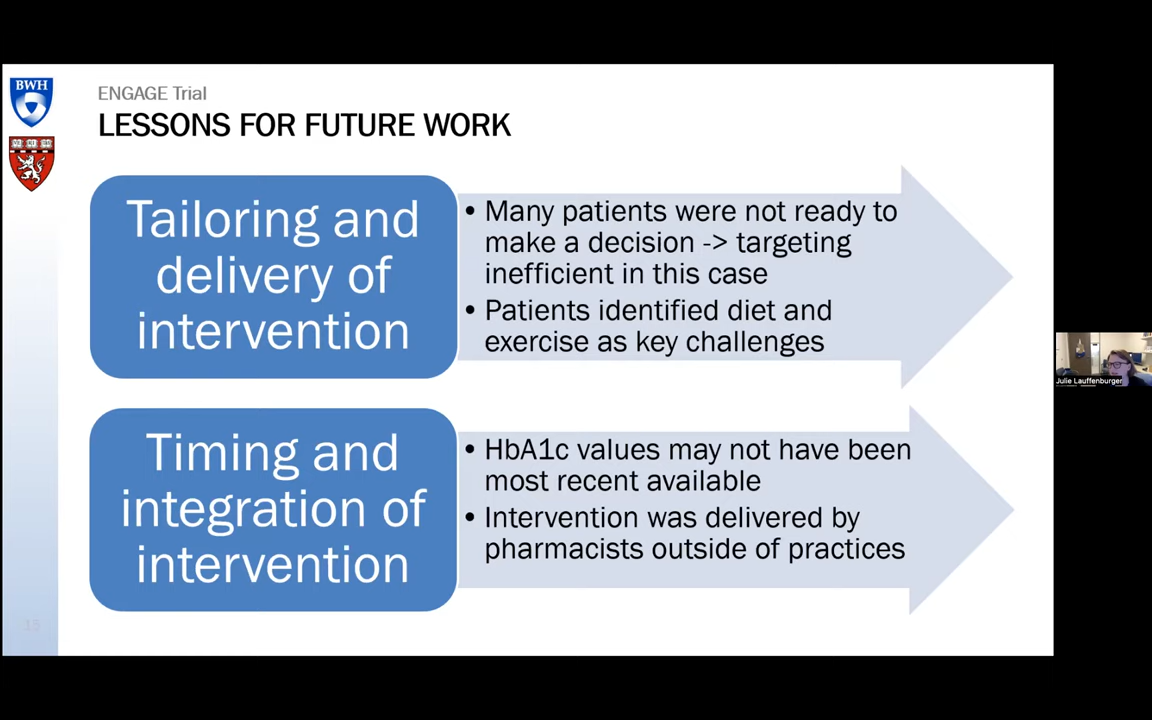 BWH
ENGAGE Trial
LESSONS FOR FUTURE WORK
Tailoring and
delivery of
intervention
• Many patients were not ready to
make a decision -> targeting
inefficient in this case
• Patients identified diet and
exercise as key challenges
Timing and
integration of
intervention
• HbA1c values may not have been
most recent available
• Intervention was delivered by
pharmacists outside of practices
15
Julie Lauffenburger